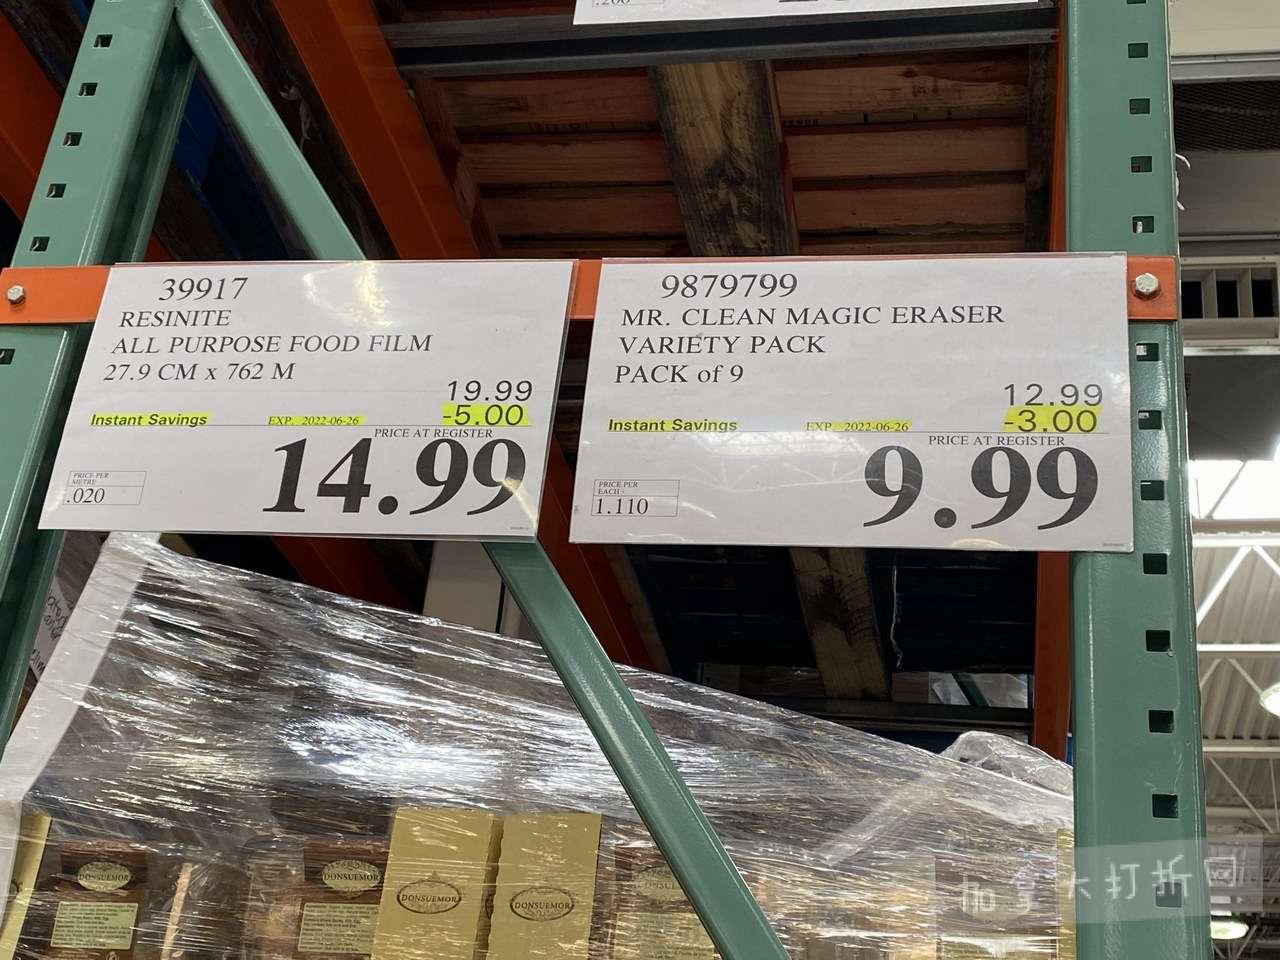 39917
RESINITE
ALL PURPOSE FOOD FILM
27.9 CM x 762 M
19.99
Instant Savings EXP. 2022-06-26 -5.00
PRICE AT REGISTER
14.99
PRICE PER
METRE
.020
9879799
MR. CLEAN MAGIC ERASER
VARIETY PACK
PACK of 9
12.99
Instant Savings EXP. 2022-06-26 -3.00
PRICE AT REGISTER
9.99
PRICE PER
EACH
1.110
DONSUEMOR
DONSUEMOR
DONSUEMOR
DONSUEMOR
加拿大打折网